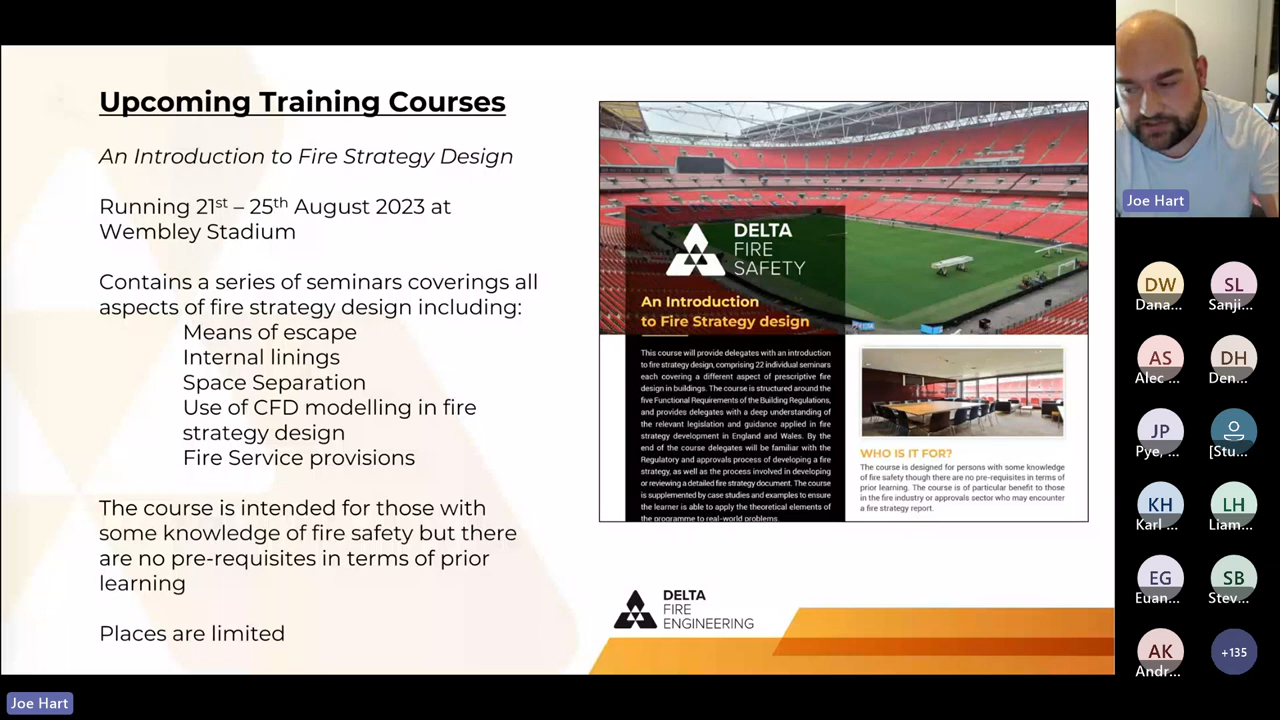 Upcoming Training Courses
An Introduction to Fire Strategy Design
Running 21st – 25th August 2023 at
Wembley Stadium
Contains a series of seminars coverings all
aspects of fire strategy design including:
Means of escape
Internal linings
Space Separation
Use of CFD modelling in fire
strategy design
Fire Service provisions
The course is intended for those with
some knowledge of fire safety but there
are no pre-requisites in terms of prior
learning
Places are limited
DELTA
FIRE
SAFETY
An Introduction
to Fire Strategy design
This course will provide delegates with an introduction
to fire strategy design, comprising 22 individual seminars
each covering a different aspect of prescriptive fire
design in buildings. The course is structured around the
five Functional Requirements of the Building Regulations,
and provides delegates with a deep understanding of
the relevant legislation and guidance applied in fire
strategy development in England and Wales. By the
end of the course delegates will be familiar with the
Regulatory and approvals process of developing a fire
strategy, as well as the process involved in developing
or reviewing a detailed fire strategy document. The course
is supplemented by case studies and examples to ensure
the learner is able to apply the theoretical elements of
the programme to real-world problems.
WHO IS IT FOR?
The course is designed for persons with some knowledge
of fire safety though there are no pre-requisites in terms of
prior learning. The course is of particular benefit to those
in the fire industry or approvals sector who may encounter
a fire strategy report.
DELTA
FIRE
ENGINEERING
Joe Hart
Joe Hart
DW
SL
Dana...
Sanji...
AS
DH
Alec ...
Den...
JP
Pye, ...
[Stu...
KH
LH
Karl ...
Liam...
EG
SB
Euan...
Stev...
AK
+135
Andr...